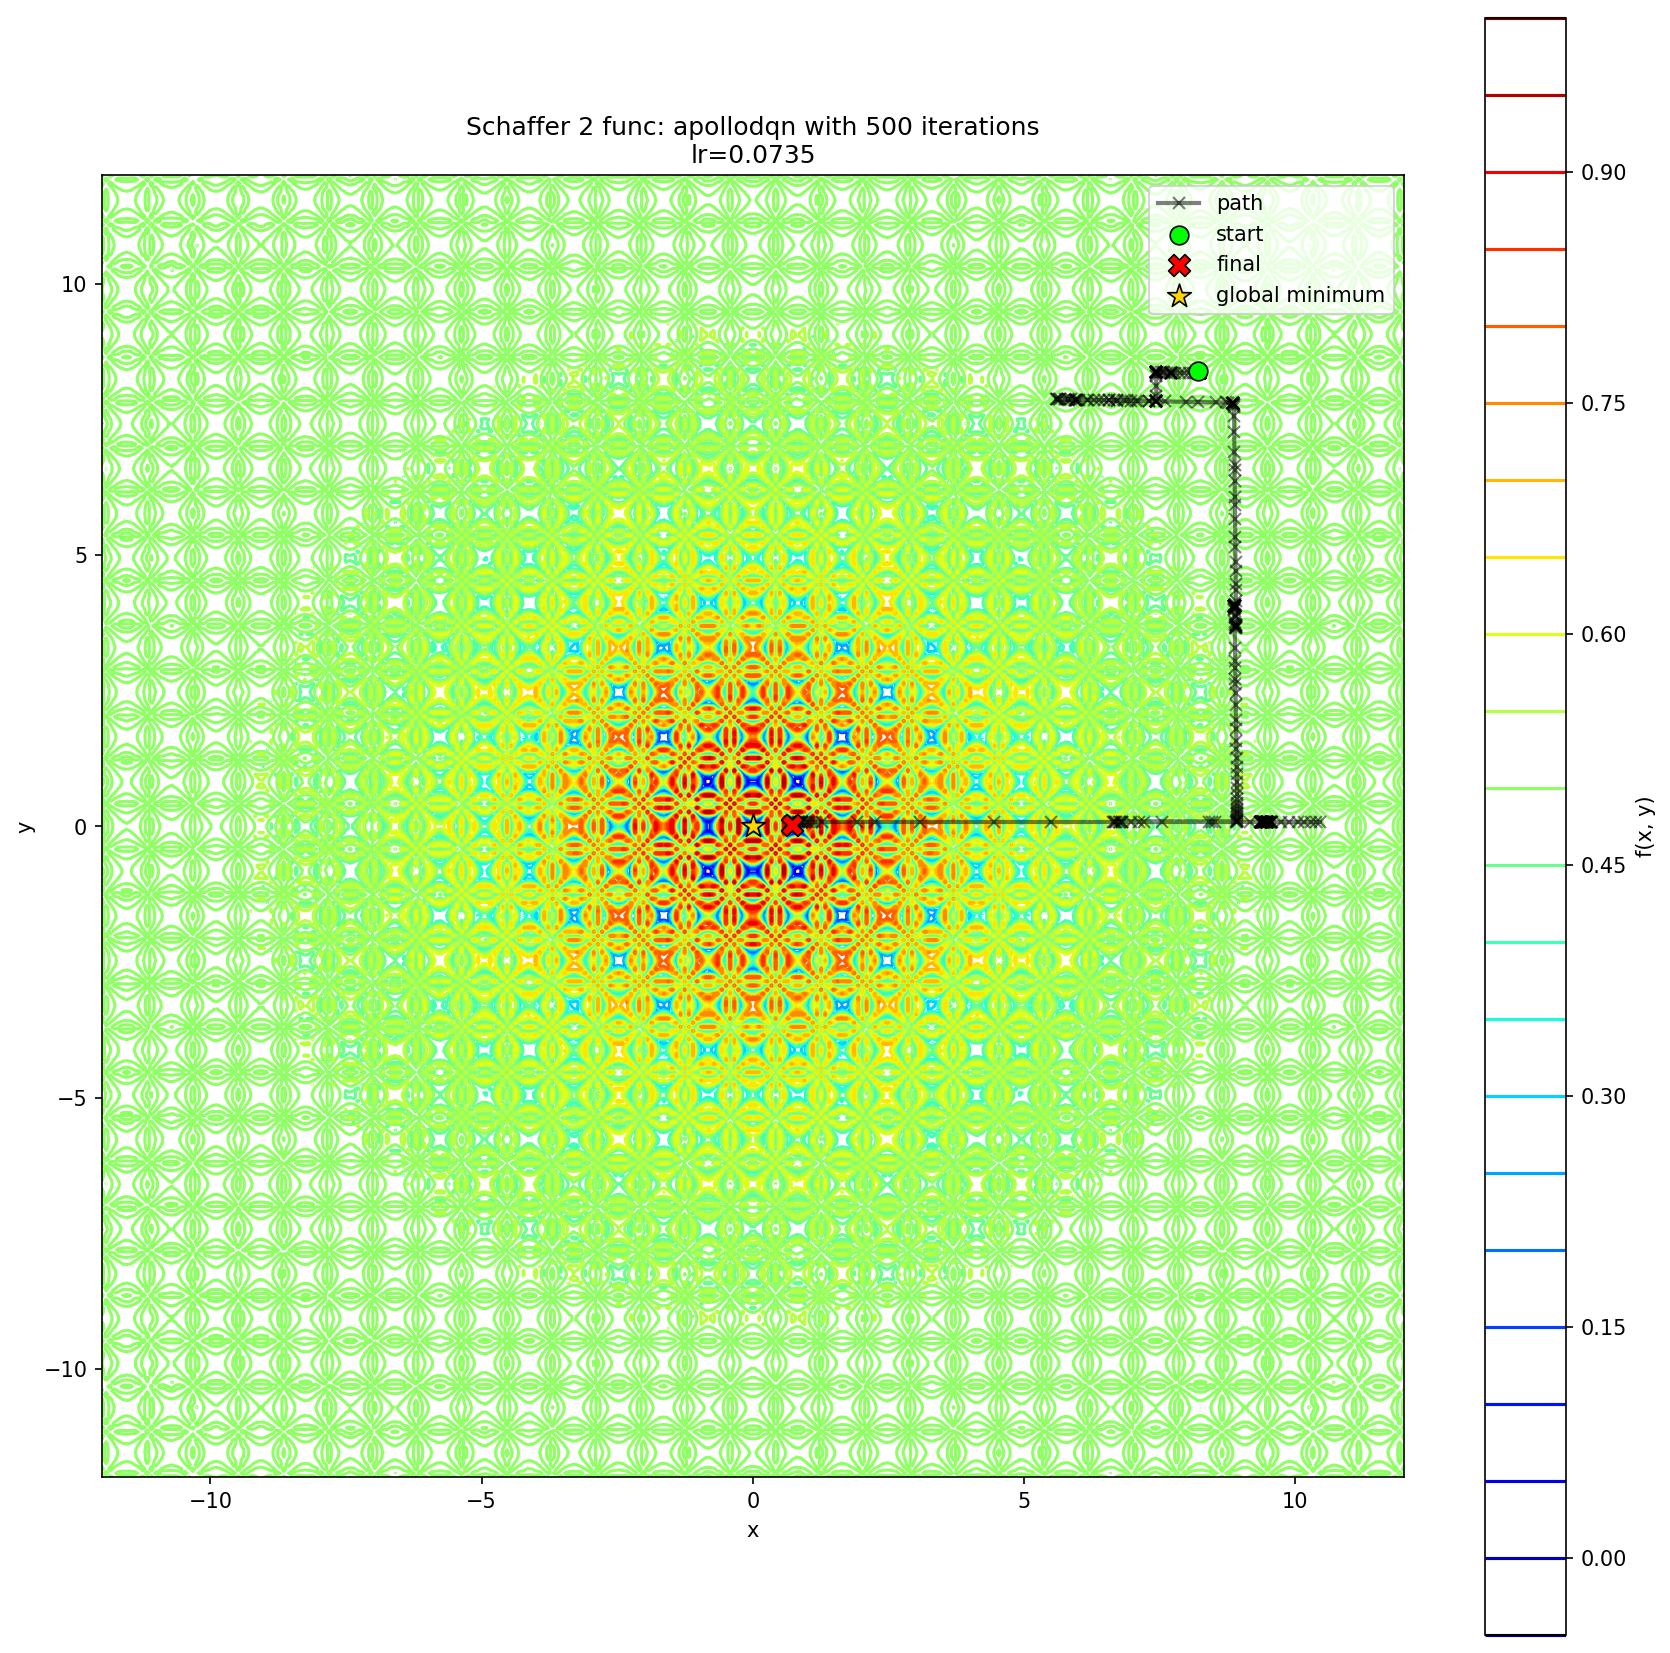 Schaffer 2 func: apollodqn with 500 iterations
lr=0.0735
path
start
final
global minimum
10
5
0
−5
−10
y
−10
−5
0
5
10
x
0.90
0.75
0.60
0.45
0.30
0.15
0.00
f(x, y)